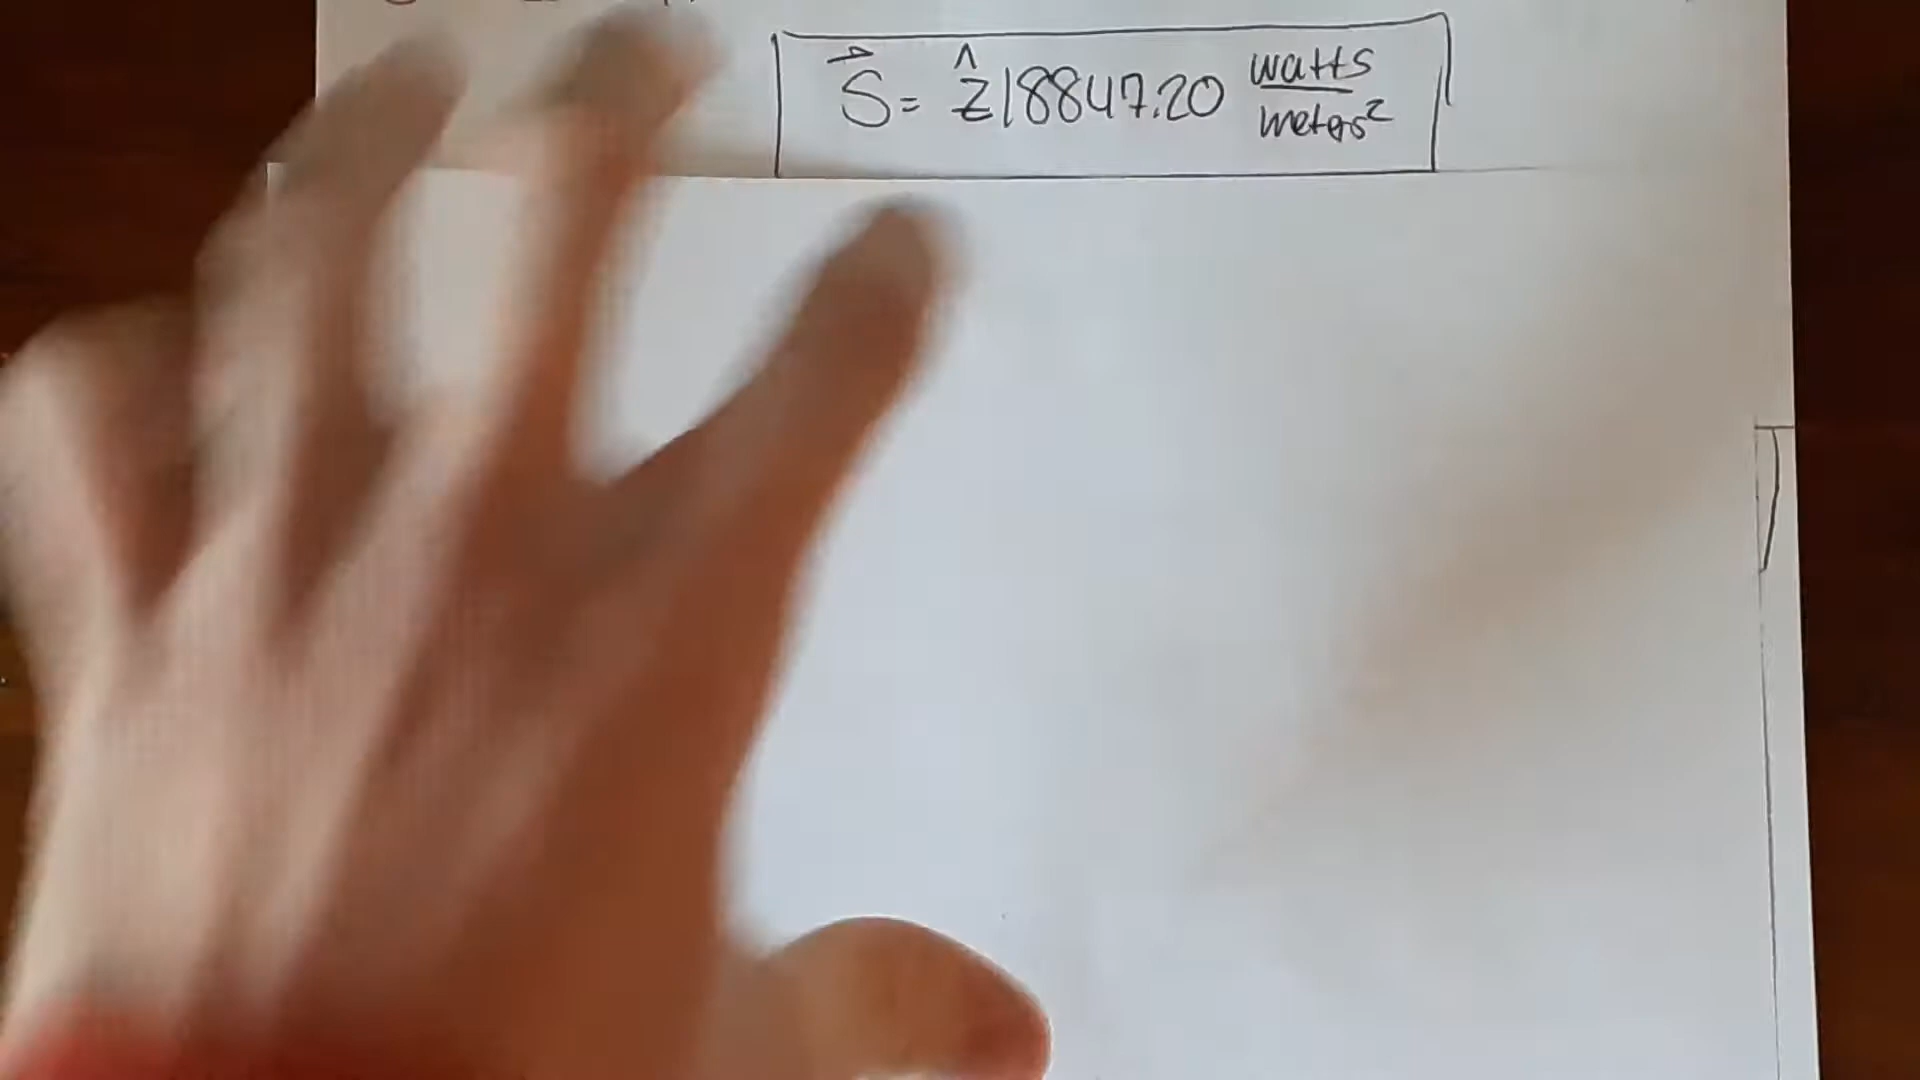 S⃗ = ẑ 18847.20 watts/meters²